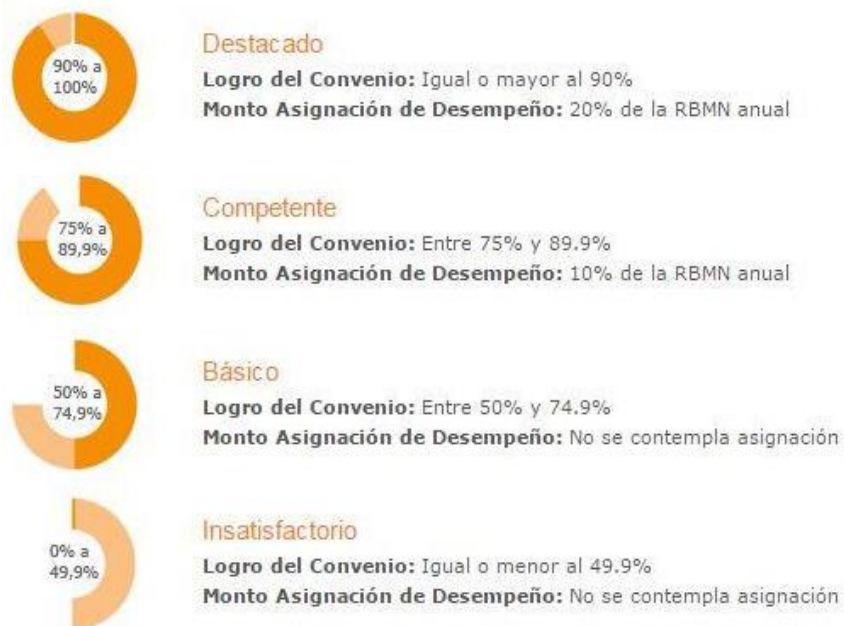 90% a
100%
Destacado
Logro del Convenio: Igual o mayor al 90%
Monto Asignación de Desempeño: 20% de la RBMN anual
75% a
89,9%
Competente
Logro del Convenio: Entre 75% y 89.9%
Monto Asignación de Desempeño: 10% de la RBMN anual
50% a
74,9%
Básico
Logro del Convenio: Entre 50% y 74.9%
Monto Asignación de Desempeño: No se contempla asignación
0% a
49,9%
Insatisfactorio
Logro del Convenio: Igual o menor al 49.9%
Monto Asignación de Desempeño: No se contempla asignación